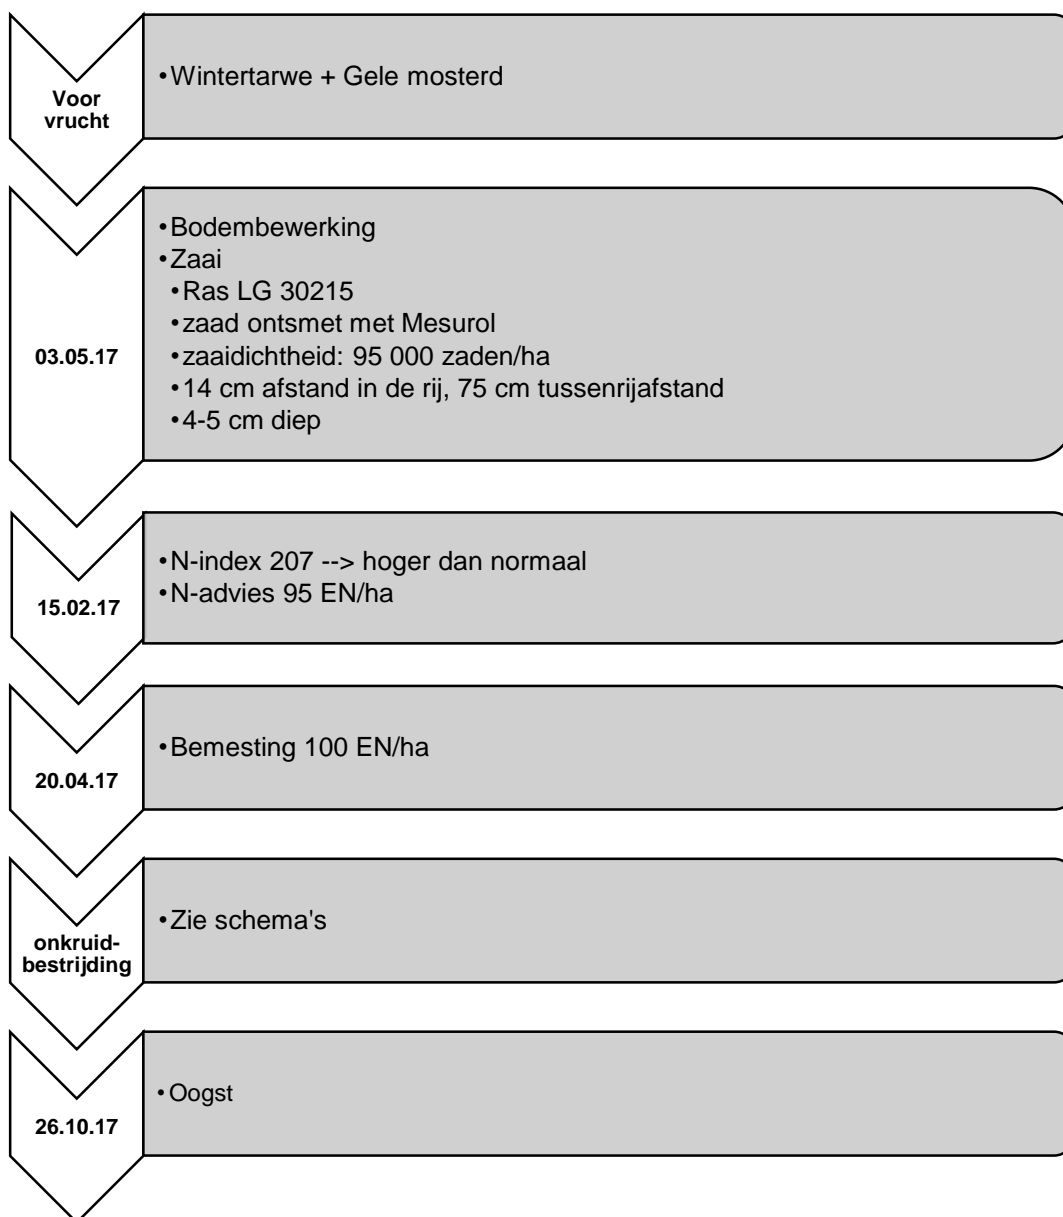 Voor
vrucht
•Wintertarwe + Gele mosterd
03.05.17
•Bodembewerking
•Zaai
•Ras LG 30215
•zaad ontsmet met Mesurol
•zaaidichtheid: 95 000 zaden/ha
•14 cm afstand in de rij, 75 cm tussenrijafstand
•4-5 cm diep
15.02.17
•N-index 207 --> hoger dan normaal
•N-advies 95 EN/ha
20.04.17
•Bemesting 100 EN/ha
onkruid-
bestrijding
•Zie schema's
26.10.17
•Oogst